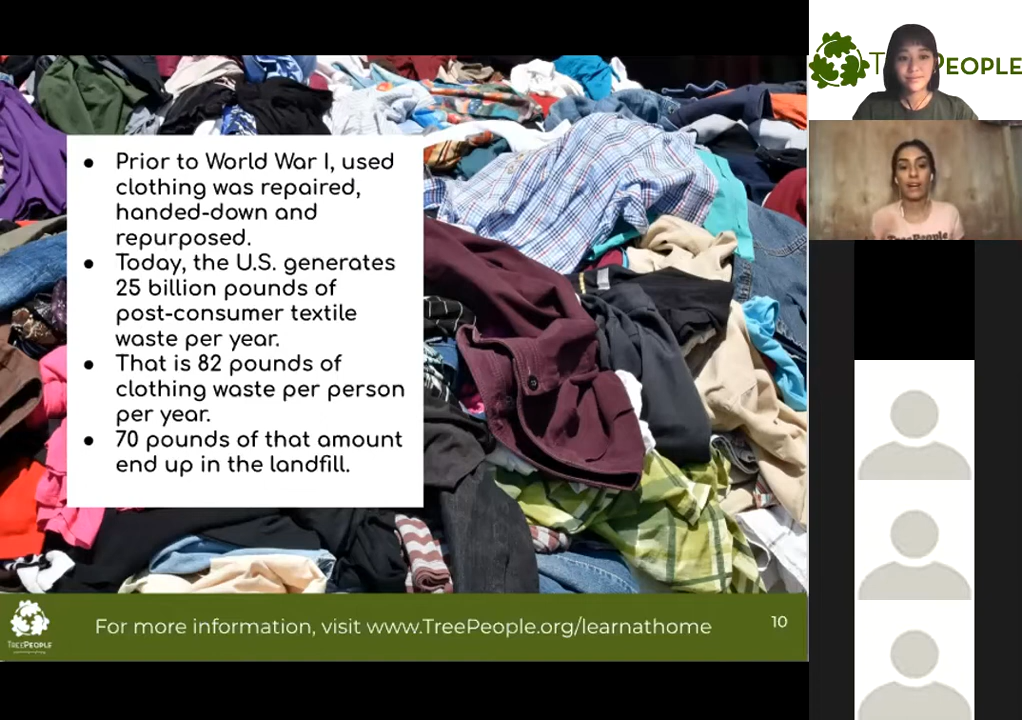 ● Prior to World War I, used
clothing was repaired,
handed-down and
repurposed.
● Today, the U.S. generates
25 billion pounds of
post-consumer textile
waste per year.
● That is 82 pounds of
clothing waste per person
per year.
● 70 pounds of that amount
end up in the landfill.
TREEPEOPLE
For more information, visit www.TreePeople.org/learnathome
10
T PEOPLE
TreePeople